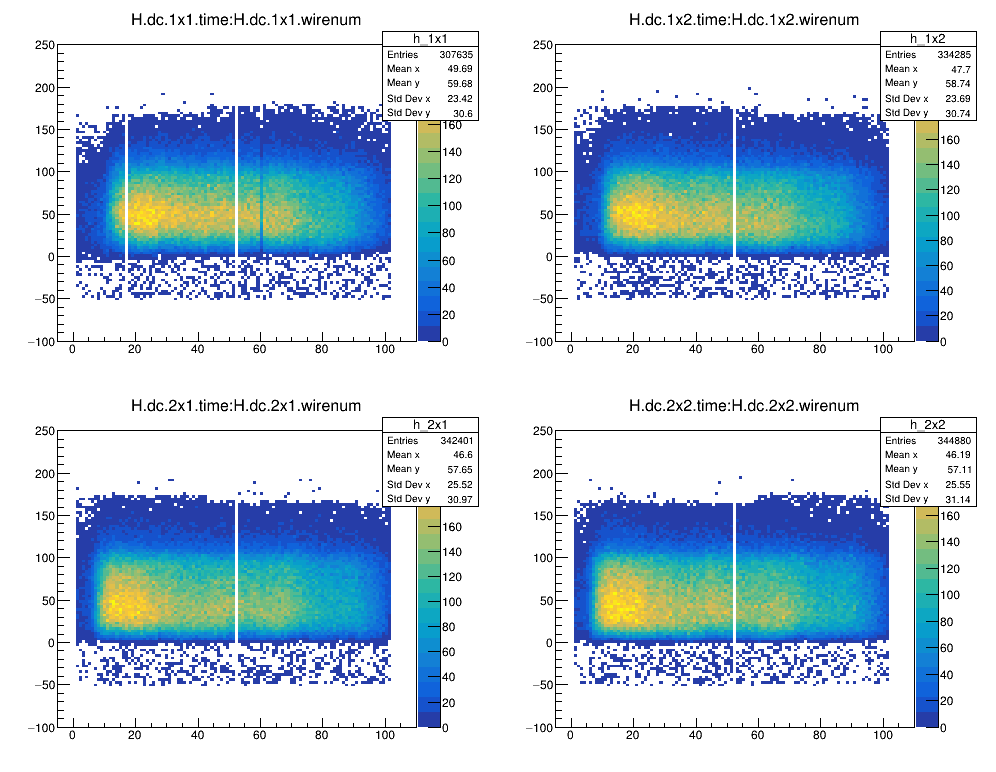 H.dc.1x1.time:H.dc.1x1.wirenum
h_1x1
Entries 307635
Mean x 49.69
Mean y 59.68
Std Dev x 23.42
Std Dev y 30.6
250
200
150
100
50
0
−50
−100
0 20 40 60 80 100
160
140
120
100
80
60
40
20
0
H.dc.1x2.time:H.dc.1x2.wirenum
h_1x2
Entries 334285
Mean x 47.7
Mean y 58.74
Std Dev x 23.69
Std Dev y 30.74
250
200
150
100
50
0
−50
−100
0 20 40 60 80 100
160
140
120
100
80
60
40
20
0
H.dc.2x1.time:H.dc.2x1.wirenum
h_2x1
Entries 342401
Mean x 46.6
Mean y 57.65
Std Dev x 25.52
Std Dev y 30.97
250
200
150
100
50
0
−50
−100
0 20 40 60 80 100
160
140
120
100
80
60
40
20
0
H.dc.2x2.time:H.dc.2x2.wirenum
h_2x2
Entries 344880
Mean x 46.19
Mean y 57.11
Std Dev x 25.55
Std Dev y 31.14
250
200
150
100
50
0
−50
−100
0 20 40 60 80 100
160
140
120
100
80
60
40
20
0